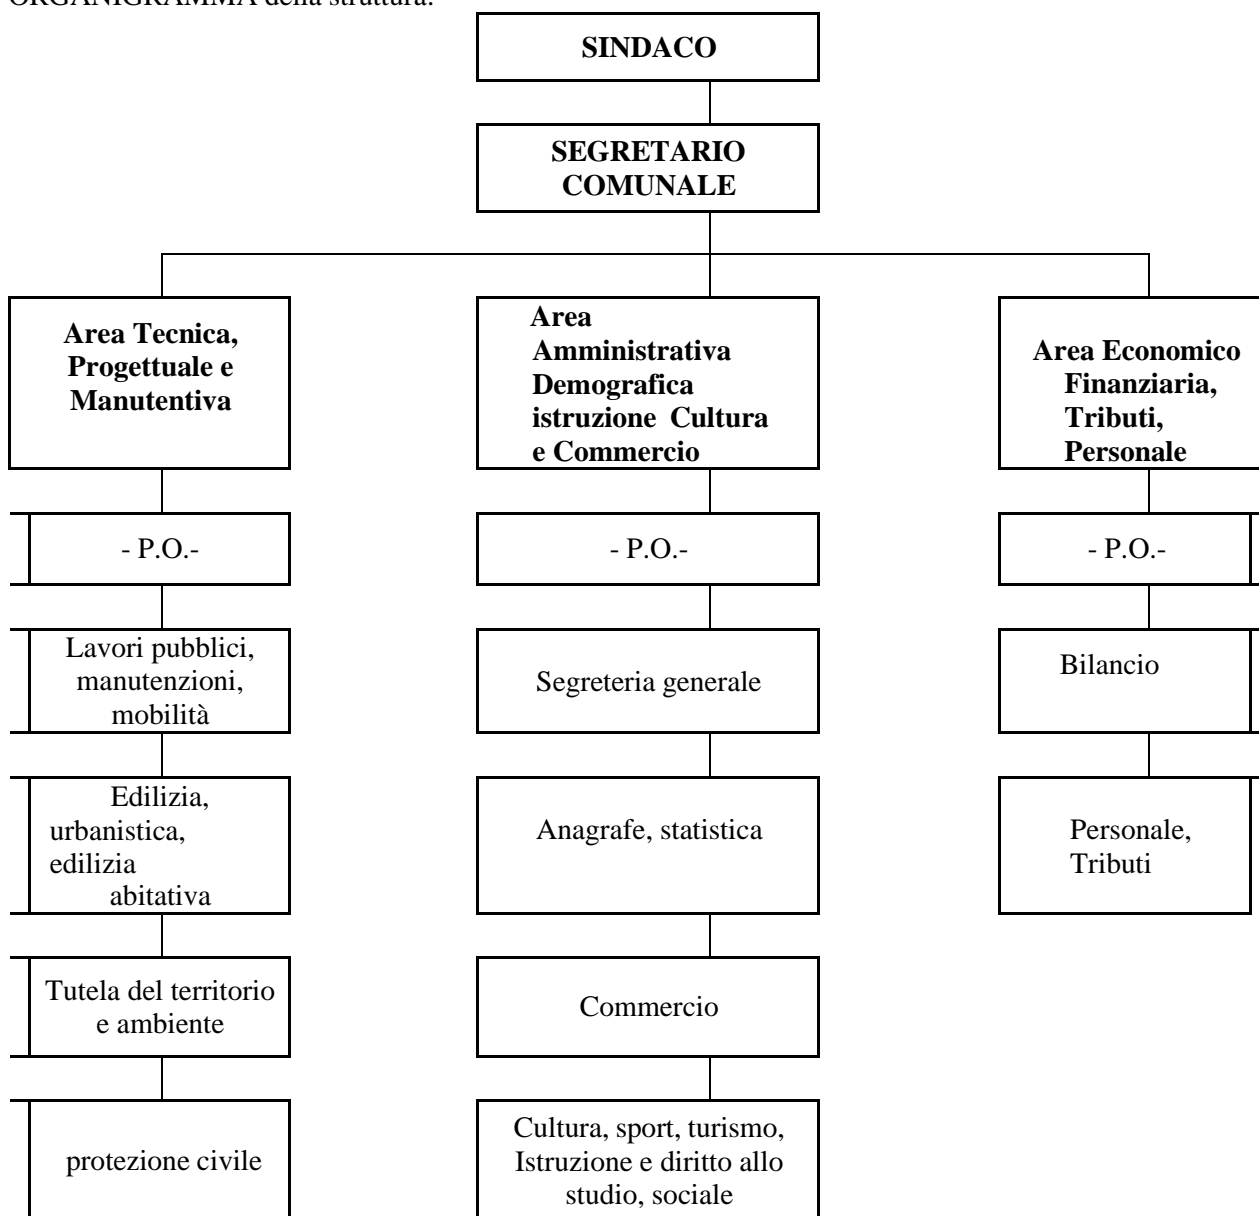 ORGANIGRAMMA della struttura:
SINDACO
SEGRETARIO
COMUNALE
Area Tecnica,
Progettuale e
Manutentiva
Area
Amministrativa
Demografica
istruzione Cultura
e Commercio
Area Economico
Finanziaria,
Tributi,
Personale
- P.O.-
- P.O.-
- P.O.-
Lavori pubblici,
manutenzioni,
mobilità
Segreteria generale
Bilancio
Edilizia,
urbanistica,
edilizia
abitativa
Anagrafe, statistica
Personale,
Tributi
Tutela del territorio
e ambiente
Commercio
protezione civile
Cultura, sport, turismo,
Istruzione e diritto allo
studio, sociale